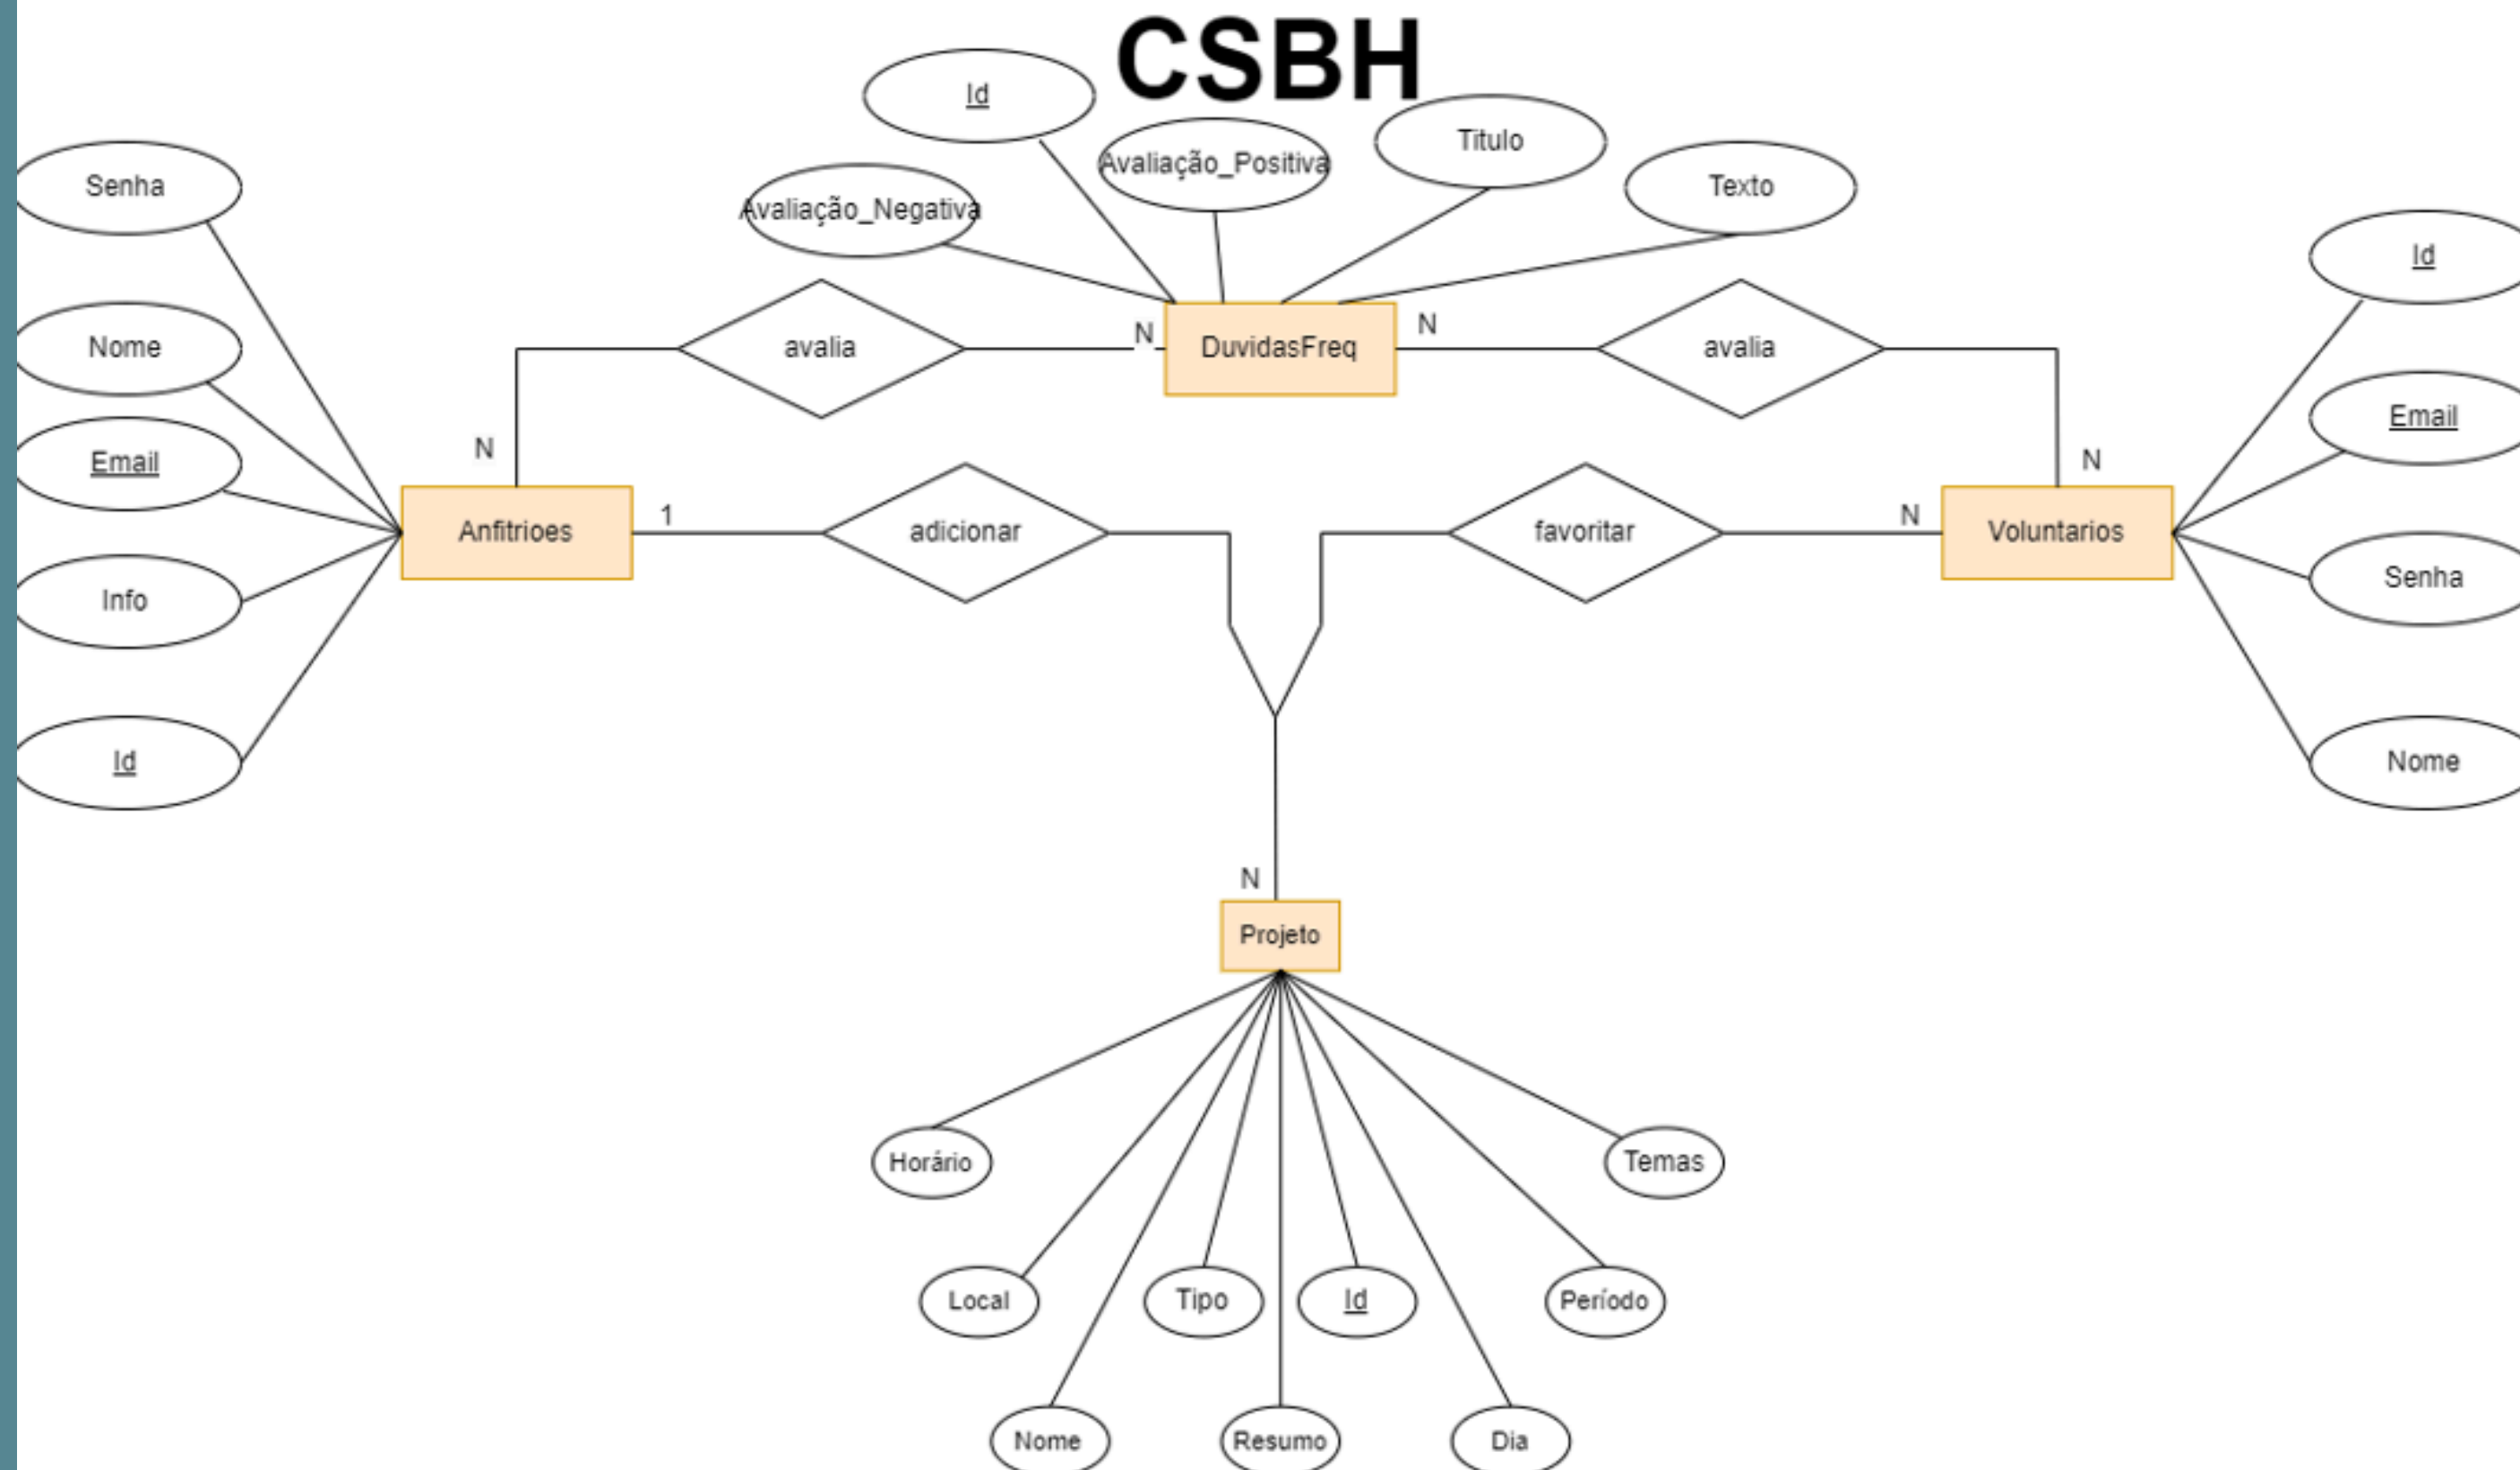 CSBH
Id
Avaliação_Positiva
Titulo
Texto
Senha
Avaliação_Negativa
Id
Nome
avalia
N
DuvidasFreq
N
avalia
Email
N
N
Email
Anfitrioes
1
adicionar
favoritar
N
Voluntarios
Senha
Info
Id
Nome
N
Projeto
Horário
Temas
Local
Tipo
Id
Período
Nome
Resumo
Dia